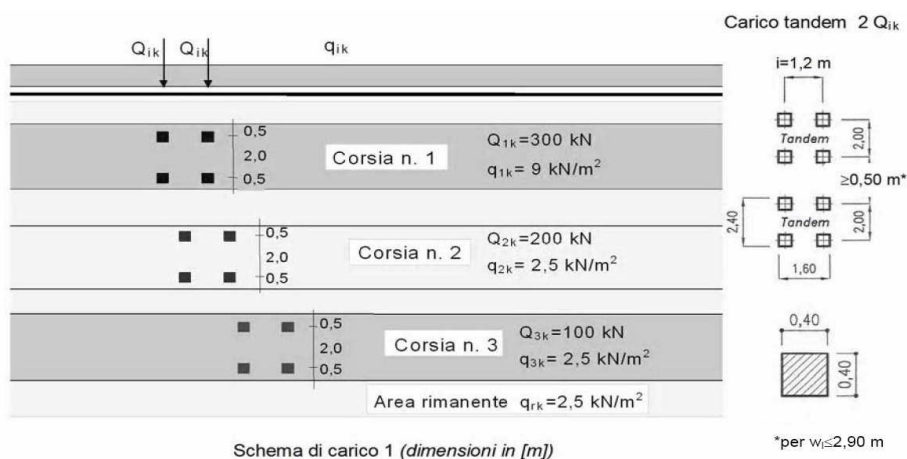 Carico tandem 2 Qik
Qik Qik qik
i=1,2 m
0,5
2,0
0,5
Corsia n. 1
Q1k=300 kN
q1k= 9 kN/m²
Tandem
2,00
≥0,50 m*
Tandem
2,40
2,00
1,60
0,5
2,0
0,5
Corsia n. 2
Q2k=200 kN
q2k= 2,5 kN/m²
0,5
2,0
0,5
Corsia n. 3
Q3k=100 kN
q3k= 2,5 kN/m²
0,40
0,40
Area rimanente qrk=2,5 kN/m²
Schema di carico 1 (dimensioni in [m])
*per wl≤2,90 m